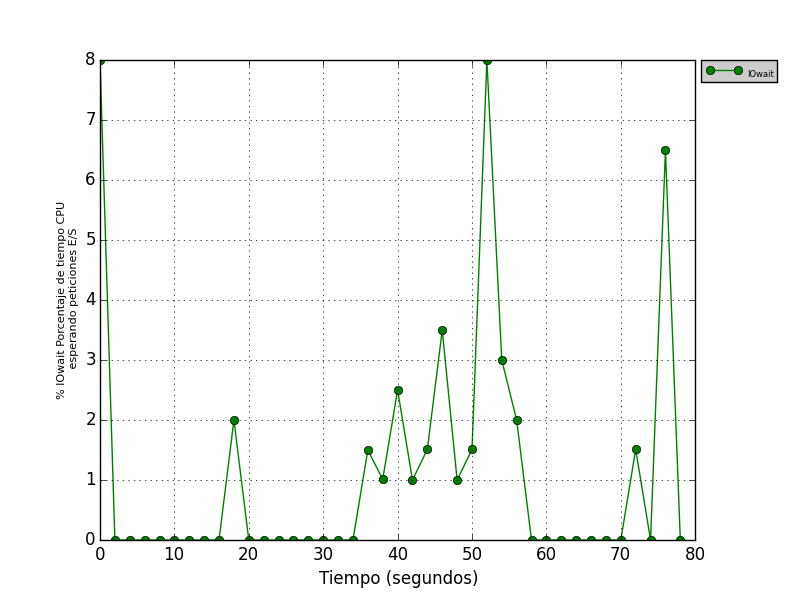 8
7
6
5
4
3
2
1
0
% IOwait Porcentaje de tiempo CPU
esperando peticiones E/S
0 10 20 30 40 50 60 70 80
Tiempo (segundos)
IOwait